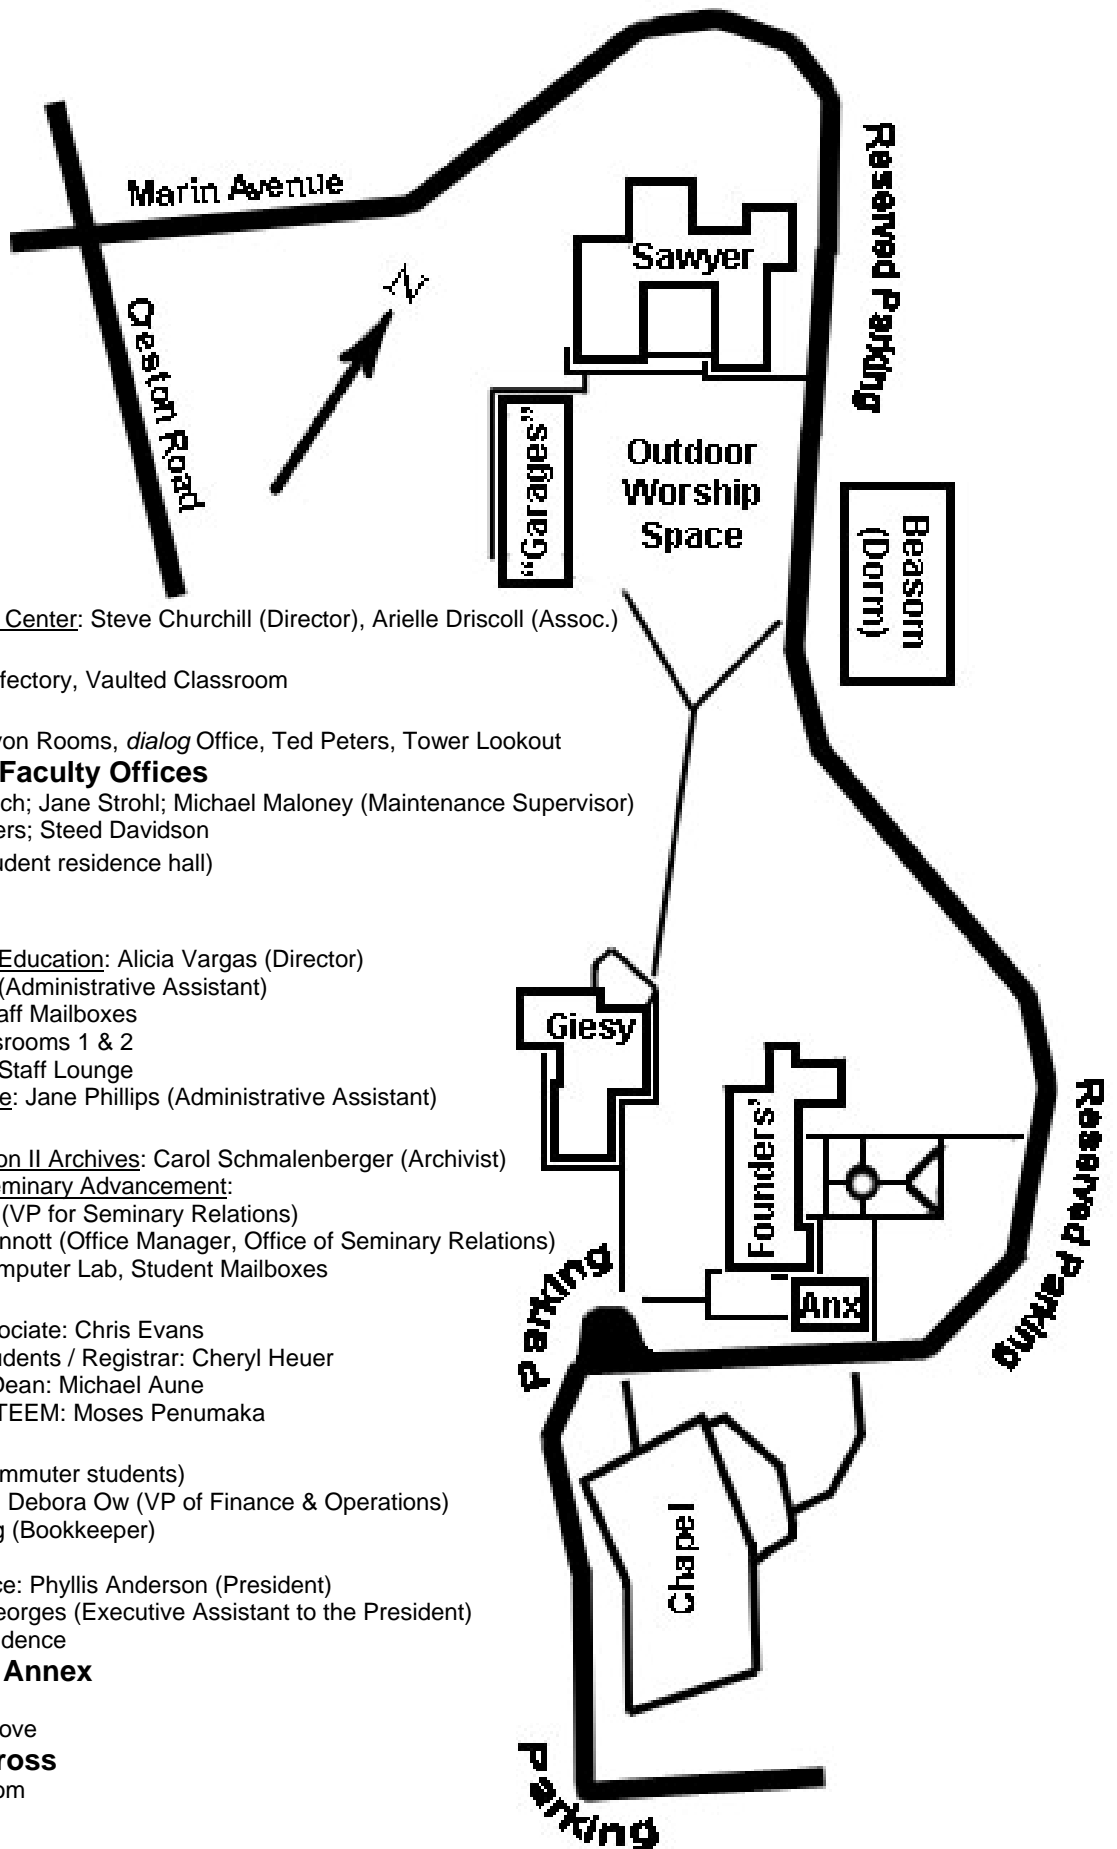 Marin Avenue
Creston Road
N
Reserved Parking
Sawyer
„Garages”
Outdoor
Worship
Space
Beasom
(Dorm)
Center: Steve Churchill (Director), Arielle Driscoll (Assoc.)
fectory, Vaulted Classroom
on Rooms, dialog Office, Ted Peters, Tower Lookout
Faculty Offices
ch; Jane Strohl; Michael Maloney (Maintenance Supervisor)
ers; Steed Davidson
udent residence hall)
Education: Alicia Vargas (Director)
(Administrative Assistant)
aff Mailboxes
srooms 1 & 2
Staff Lounge
e: Jane Phillips (Administrative Assistant)
on II Archives: Carol Schmalenberger (Archivist)
eminary Advancement:
(VP for Seminary Relations)
nnott (Office Manager, Office of Seminary Relations)
mputer Lab, Student Mailboxes
ociate: Chris Evans
udents / Registrar: Cheryl Heuer
Dean: Michael Aune
TEEM: Moses Penumaka
mmuter students)
Debora Ow (VP of Finance & Operations)
g (Bookkeeper)
ce: Phyllis Anderson (President)
eorges (Executive Assistant to the President)
dence
Annex
ove
ross
om
Giesy
Founders’
Anx
Reserved Parking
Parking
Chapel
Parking